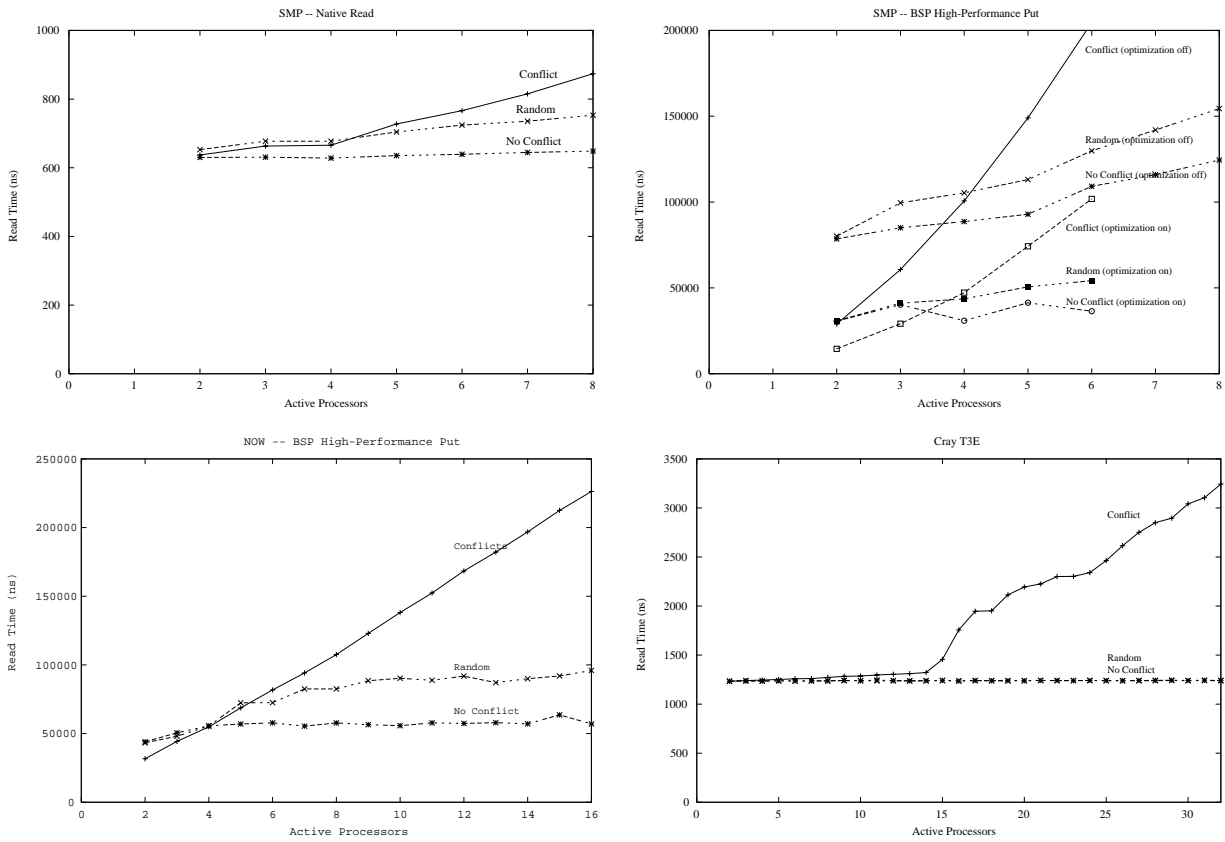 SMP -- Native Read
1000
800
600
400
200
0
Read Time (ns)
Conflict
Random
No Conflict
0 1 2 3 4 5 6 7 8
Active Processors
SMP -- BSP High-Performance Put
200000
150000
100000
50000
0
Read Time (ns)
Conflict (optimization off)
Random (optimization off)
No Conflict (optimization off)
Conflict (optimization on)
Random (optimization on)
No Conflict (optimization on)
0 1 2 3 4 5 6 7 8
Active Processors
NOW -- BSP High-Performance Put
250000
200000
150000
100000
50000
0
Read Time (ns)
Conflicts
Random
No Conflict
0 2 4 6 8 10 12 14 16
Active Processors
Cray T3E
3500
3000
2500
2000
1500
1000
500
0
Read Time (ns)
Conflict
Random
No Conflict
0 5 10 15 20 25 30
Active Processors